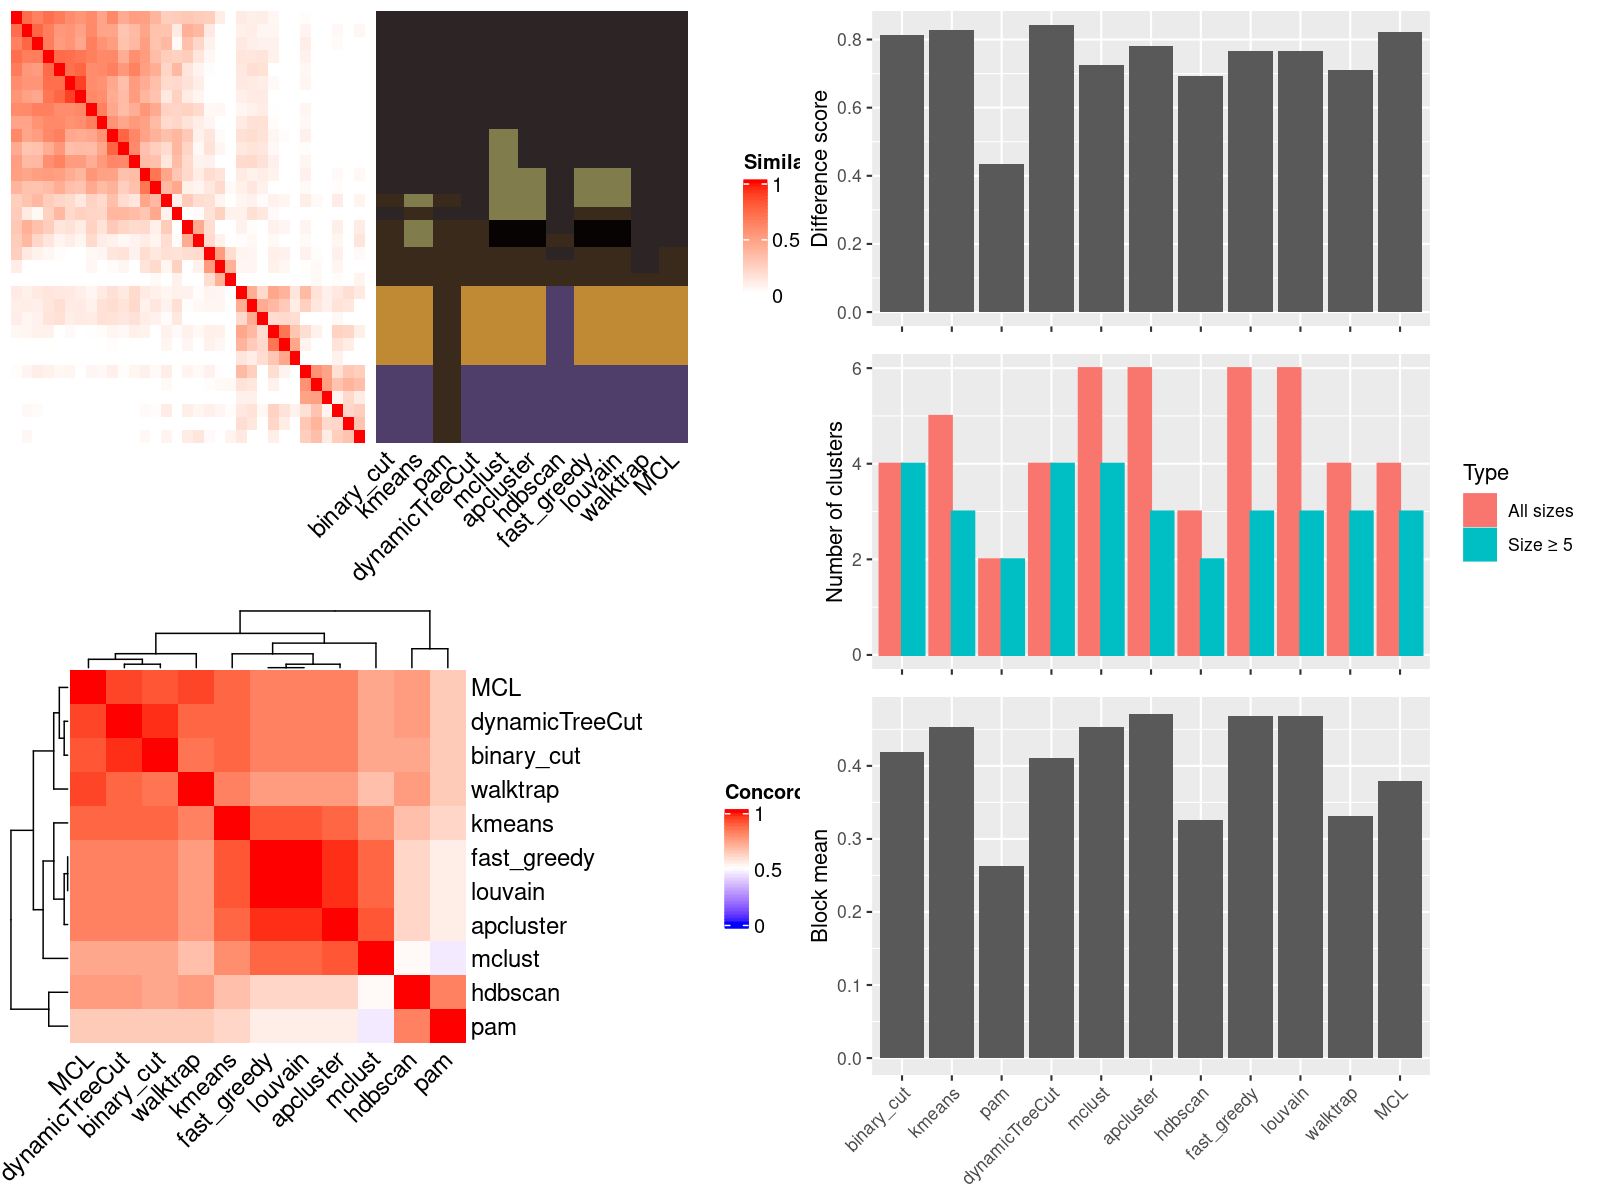 Simila
1
0.5
0
binary_cut
kmeans
pam
dynamicTreeCut
mclust
apcluster
hdbscan
fast_greedy
louvain
walktrap
MCL
Difference score
0.8
0.6
0.4
0.2
0.0
Number of clusters
6
4
2
0
Type
All sizes
Size ≥ 5
MCL
dynamicTreeCut
binary_cut
walktrap
kmeans
fast_greedy
louvain
apcluster
mclust
hdbscan
pam
MCL
dynamicTreeCut
binary_cut
walktrap
kmeans
fast_greedy
louvain
apcluster
mclust
hdbscan
pam
Concord
1
0.5
0
Block mean
0.4
0.3
0.2
0.1
0.0
binary_cut
kmeans
pam
dynamicTreeCut
mclust
apcluster
hdbscan
fast_greedy
louvain
walktrap
MCL